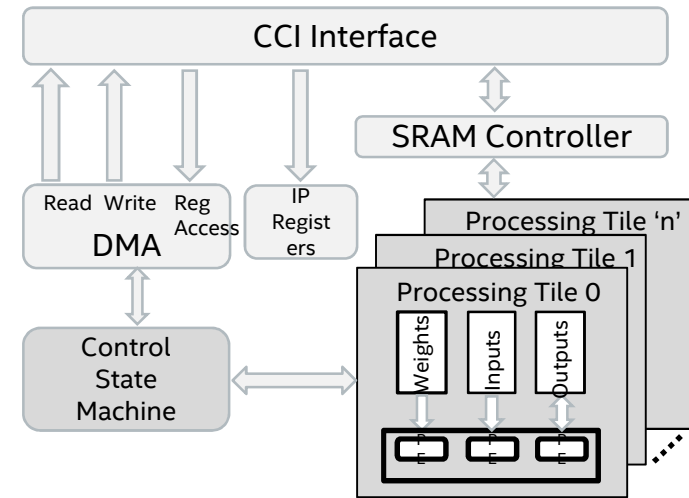 CCI Interface
SRAM Controller
Read Write Reg
Access
DMA
IP
Regist
ers
Processing Tile ‘n’
Processing Tile 1
Processing Tile 0
Weights
Inputs
Outputs
Control
State
Machine
P
E
P
E
P
E